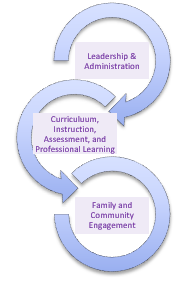 Leadership &
Administration
Curriculuum,
Instruction,
Assessment, and
Professional Learning
Family and
Community
Engagement